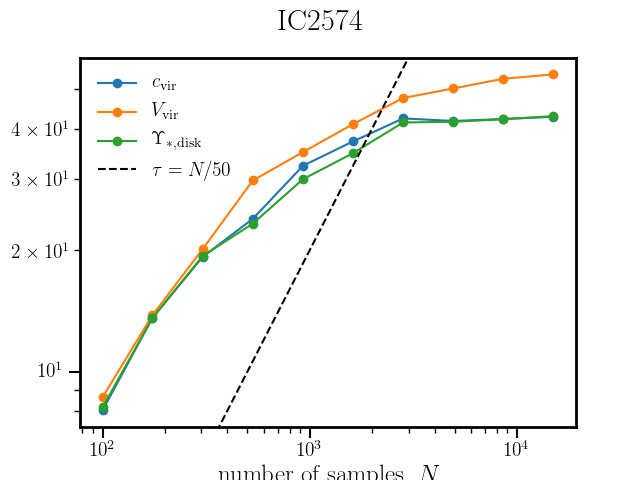 IC2574
c_vir
V_vir
Υ_*,disk
τ = N/50
4 × 10^1
3 × 10^1
2 × 10^1
10^1
10^2 10^3 10^4
number of samples, N